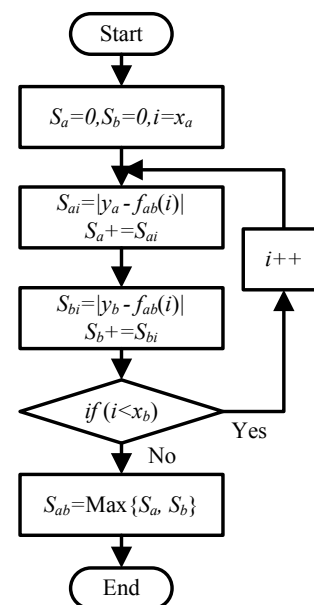 Start
S_a=0,S_b=0,i=x_a
S_ai=|y_a - f_ab(i)|
S_a+=S_ai
i++
S_bi=|y_b - f_ab(i)|
S_b+=S_bi
if (i<x_b)
Yes
No
S_ab=Max{S_a, S_b}
End